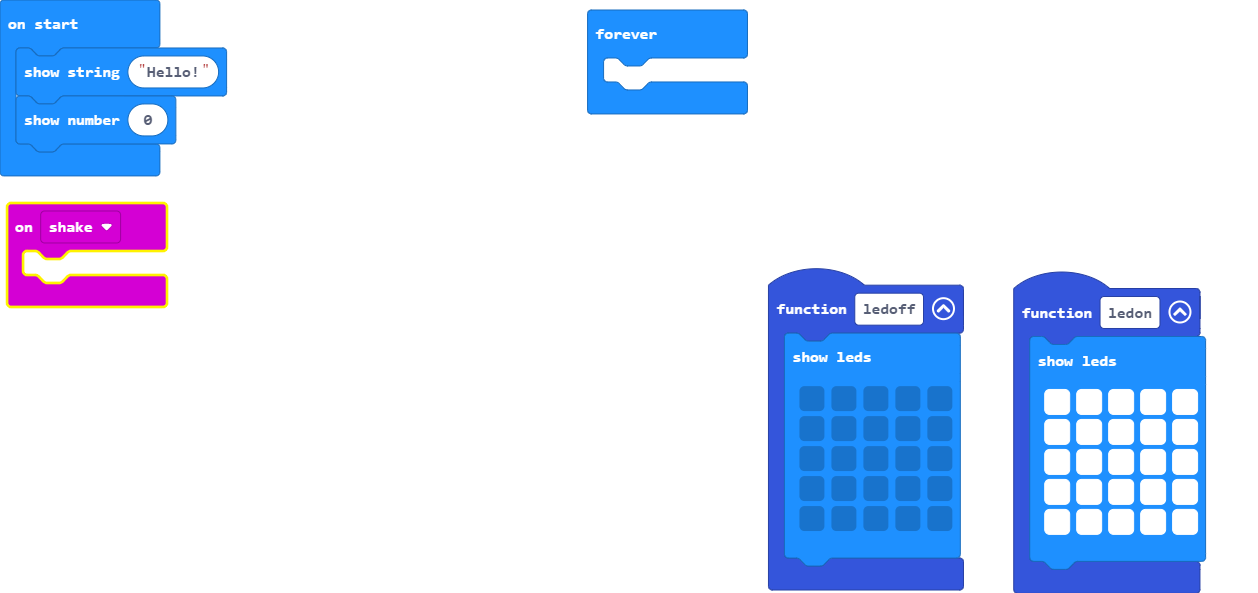 on start
show string "Hello!"
show number 0
on shake
forever
function ledoff
show leds
function ledon
show leds